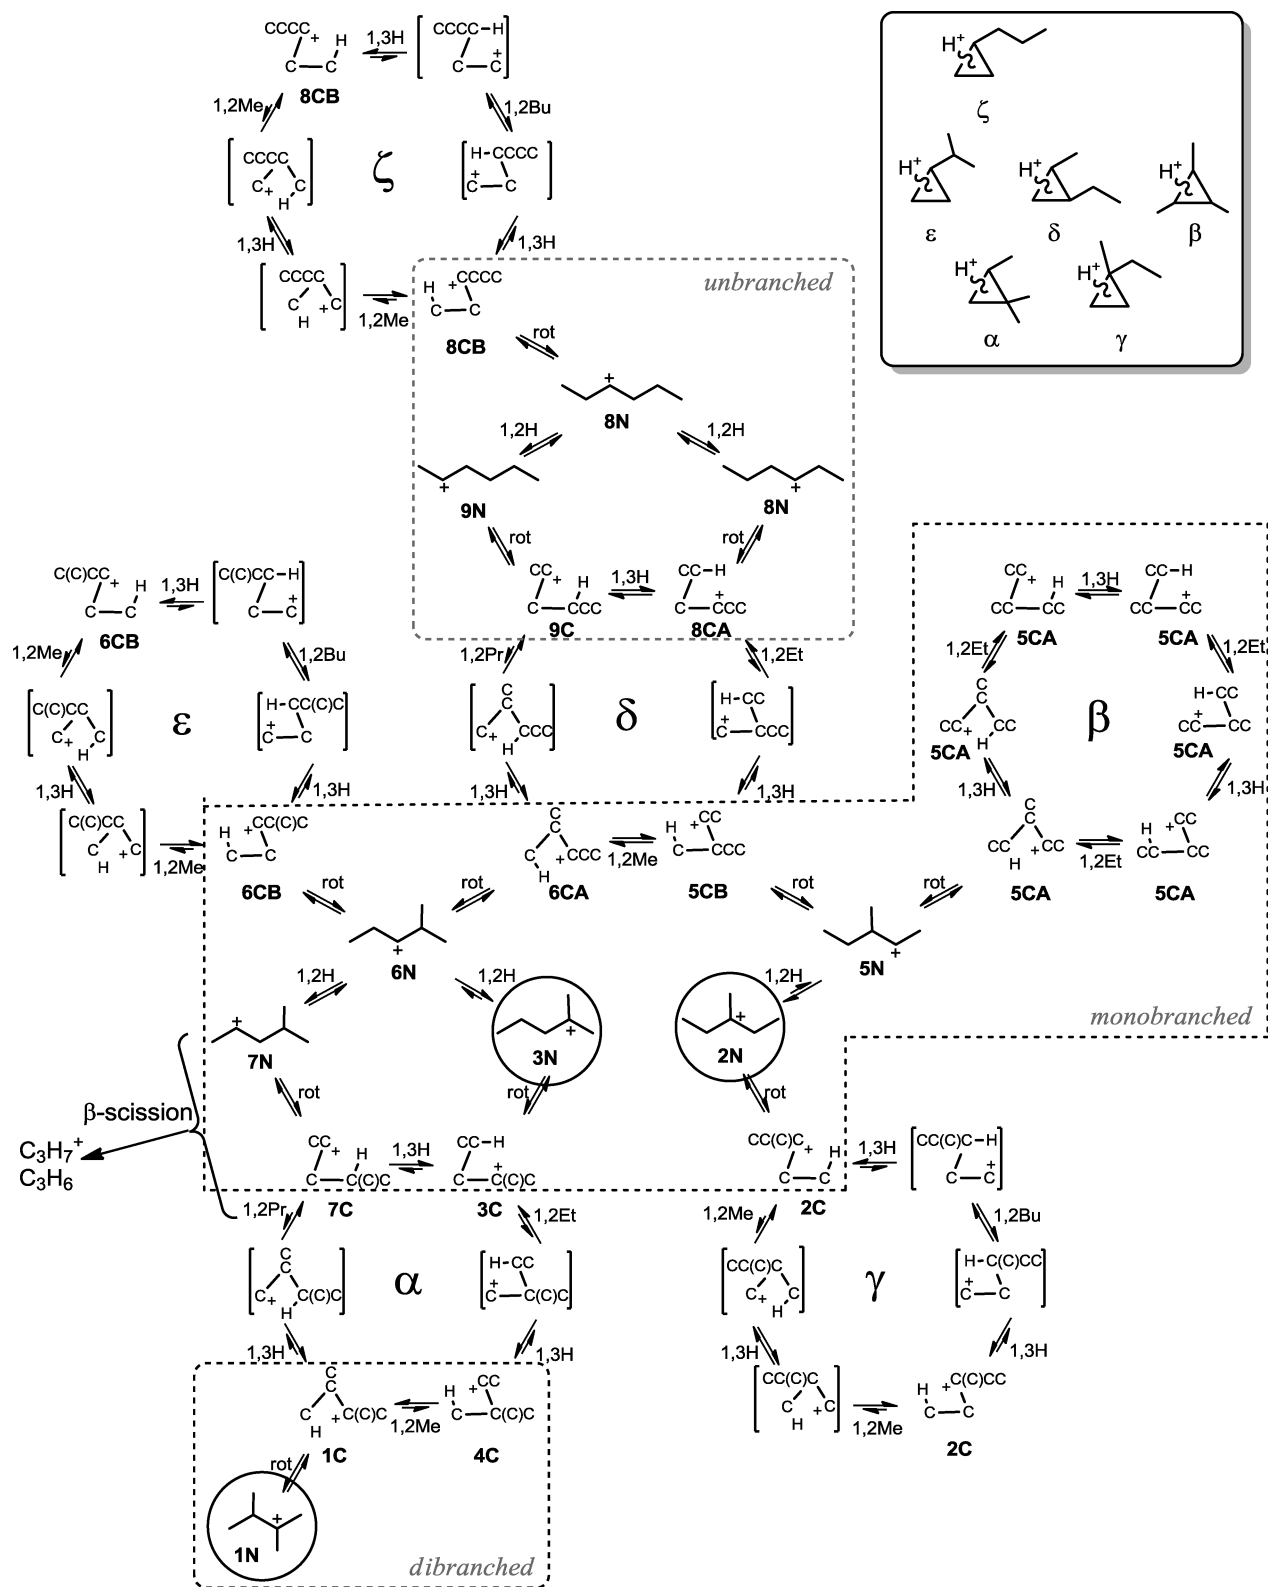 CCCC + H
C C
8CB
1,3H
CCCC-H
C C +
1,2Me
1,2Bu
CCCC
C+ C
H
ζ
H-CCCC
+
C C
1,3H
1,3H
CCCC
C +C
H
1,2Me
H +CCCC
C C
8CB
unbranched
rot
+
8N
1,2H
1,2H
+
9N
+
8N
rot
rot
CC + H
C CCC
9C
1,3H
CC-H
+
C CCC
8CA
H+
ζ
H+
ε
H+
δ
H+
β
H+
α
H+
γ
C(C)CC + H
C C
6CB
1,3H
C(C)CC-H
+
C C
1,2Me
1,2Bu
C(C)CC
C+ C
H
ε
H-CC(C)C
+
C C
1,3H
1,3H
C(C)CC
C +C
H
1,2Me
H +CC(C)C
C C
6CB
1,2Pr
1,2Et
C
C
C+ CCC
H
δ
H-CC
+
C CCC
1,3H
1,3H
C
C
C +CCC
H
6CA
1,2Me
H +CC
C CCC
5CB
CC + H
C CC
5CA
1,3H
CC-H
+
C CC
5CA
1,2Et
1,2Et
C
C
CC+ CC
H
5CA
β
H-CC
CC+
CC
5CA
1,3H
1,3H
C
CC +CC
H
5CA
1,2Et
H +CC
CC CC
5CA
rot
rot
rot
rot
+
6N
+
5N
1,2H
1,2H
1,2H
monobranched
+
7N
+
3N
+
2N
β-scission
C3H7+
C3H6
rot
rot
rot
CC + H
C C(C)C
7C
1,3H
CC-H
+
C C(C)C
3C
CC(C)C + H
C C
2C
1,3H
CC(C)C-H
+
C C
1,2Pr
1,2Et
1,2Me
1,2Bu
C
C
C+ C(C)C
H
α
H-CC
+
C C(C)C
CC(C)C
C+ C
H
γ
H-C(C)CC
+
C C
1,3H
1,3H
1,3H
1,3H
C
C
C +C(C)C
H
1C
1,2Me
H +CC
C C(C)C
4C
CC(C)C
C +C
H
1,2Me
H +C(C)CC
C C
2C
rot
+
1N
dibranched